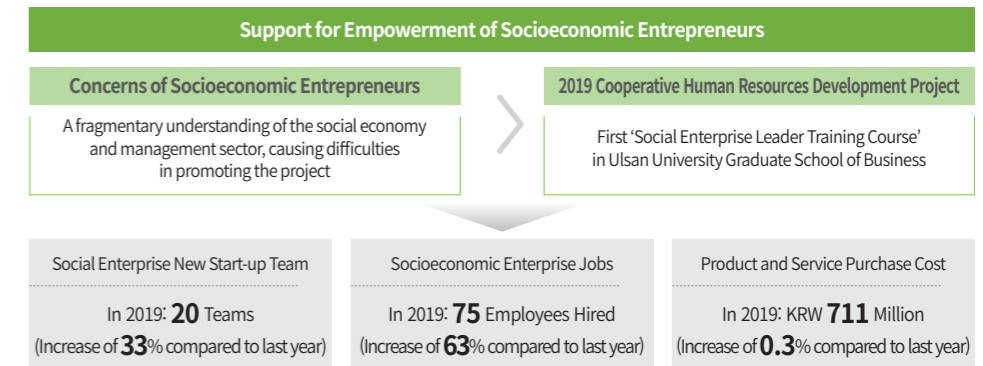 Support for Empowerment of Socioeconomic Entrepreneurs
Concerns of Socioeconomic Entrepreneurs
A fragmentary understanding of the social economy
and management sector, causing difficulties
in promoting the project
2019 Cooperative Human Resources Development Project
First ‘Social Enterprise Leader Training Course’
in Ulsan University Graduate School of Business
Social Enterprise New Start-up Team
In 2019: 20 Teams
(Increase of 33% compared to last year)
Socioeconomic Enterprise Jobs
In 2019: 75 Employees Hired
(Increase of 63% compared to last year)
Product and Service Purchase Cost
In 2019: KRW 711 Million
(Increase of 0.3% compared to last year)